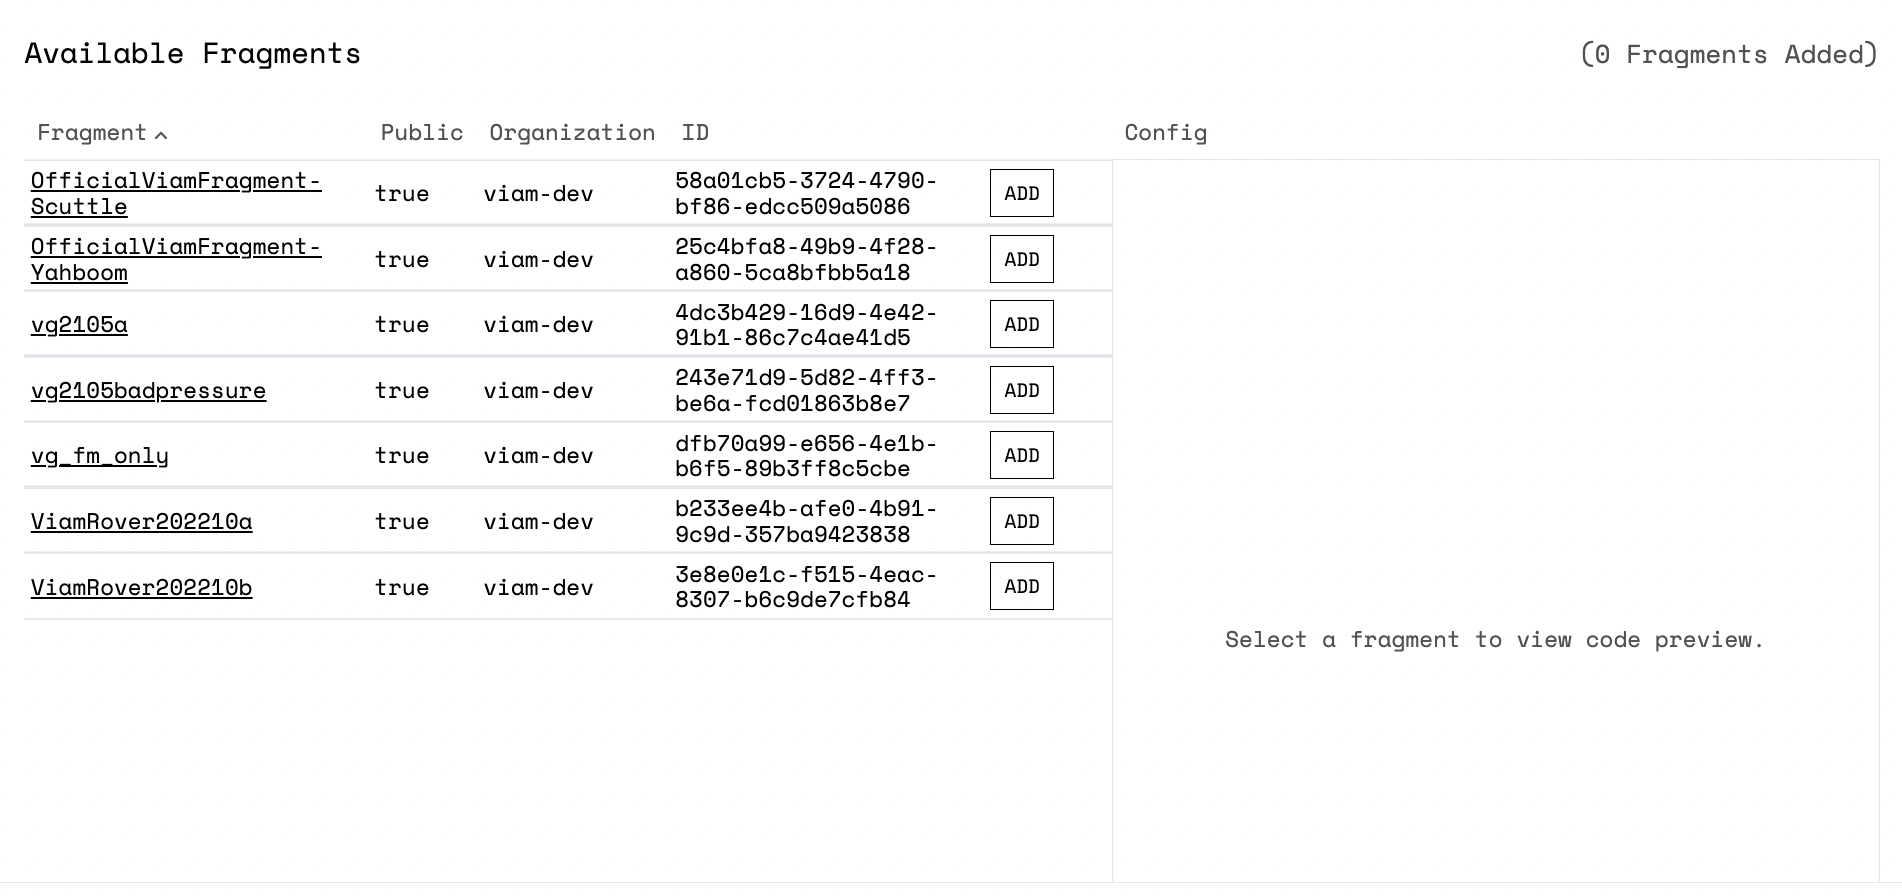 Available Fragments
(0 Fragments Added)
Fragment Public Organization ID Config
OfficialViamFragment-
Scuttle
true viam-dev
58a01cb5-3724-4790-
bf86-edcc509a5086
ADD
OfficialViamFragment-
Yahboom
true viam-dev
25c4bfa8-49b9-4f28-
a860-5ca8bfbb5a18
ADD
vg2105a true viam-dev
4dc3b429-16d9-4e42-
91b1-86c7c4ae41d5
ADD
vg2105badpressure true viam-dev
243e71d9-5d82-4ff3-
be6a-fcd01863b8e7
ADD
vg_fm_only true viam-dev
dfb70a99-e656-4e1b-
b6f5-89b3ff8c5cbe
ADD
ViamRover202210a true viam-dev
b233ee4b-afe0-4b91-
9c9d-357ba9423838
ADD
ViamRover202210b true viam-dev
3e8e0e1c-f515-4eac-
8307-b6c9de7cfb84
ADD
Select a fragment to view code preview.